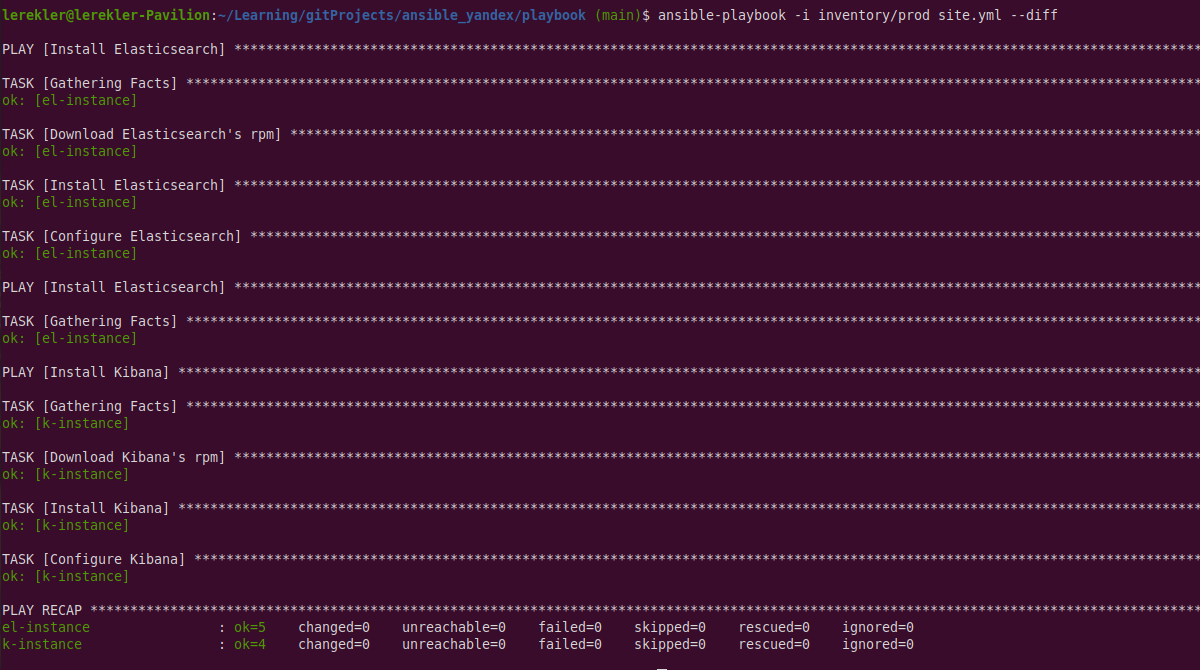 lerekler@lerekler-Pavilion:~/Learning/gitProjects/ansible_yandex/playbook (main)$ ansible-playbook -i inventory/prod site.yml --diff
PLAY [Install Elasticsearch] *************************************************************************************************************************
TASK [Gathering Facts] *******************************************************************************************************************************
ok: [el-instance]
TASK [Download Elasticsearch's rpm] ******************************************************************************************************************
ok: [el-instance]
TASK [Install Elasticsearch] *************************************************************************************************************************
ok: [el-instance]
TASK [Configure Elasticsearch] ***********************************************************************************************************************
ok: [el-instance]
PLAY [Install Elasticsearch] *************************************************************************************************************************
TASK [Gathering Facts] *******************************************************************************************************************************
ok: [el-instance]
PLAY [Install Kibana] ********************************************************************************************************************************
TASK [Gathering Facts] *******************************************************************************************************************************
ok: [k-instance]
TASK [Download Kibana's rpm] *************************************************************************************************************************
ok: [k-instance]
TASK [Install Kibana] ********************************************************************************************************************************
ok: [k-instance]
TASK [Configure Kibana] ******************************************************************************************************************************
ok: [k-instance]
PLAY RECAP *******************************************************************************************************************************************
el-instance                : ok=5    changed=0    unreachable=0    failed=0    skipped=0    rescued=0    ignored=0
k-instance                 : ok=4    changed=0    unreachable=0    failed=0    skipped=0    rescued=0    ignored=0